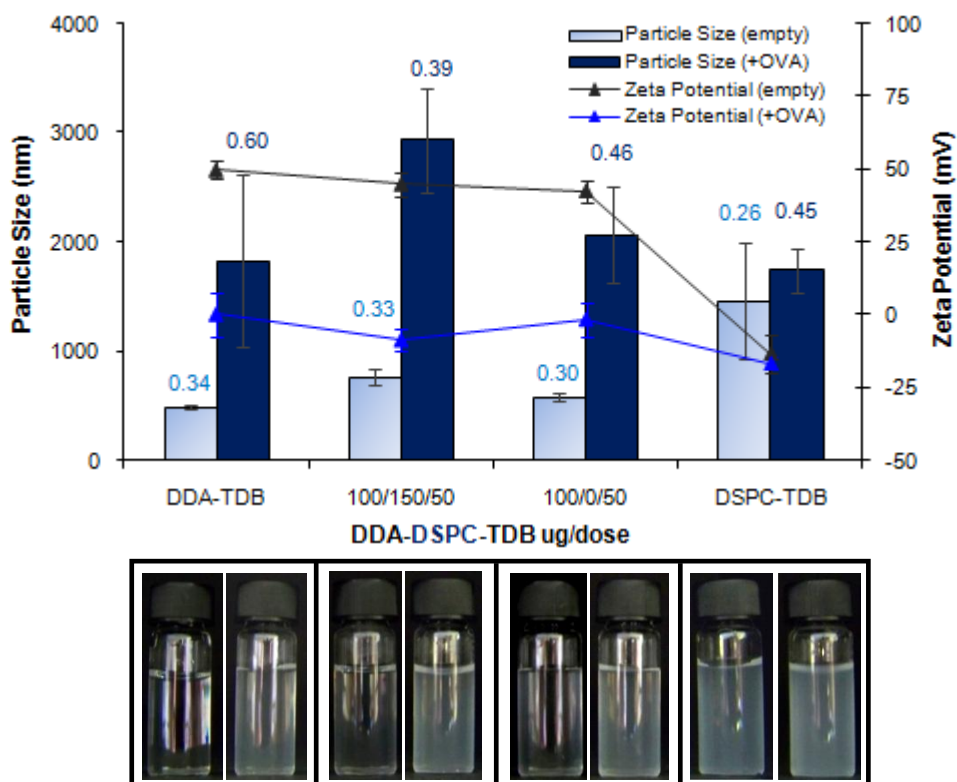 4000
3000
2000
1000
0
Particle Size (nm)
100
75
50
25
0
-25
-50
Zeta Potential (mV)
Particle Size (empty)
Particle Size (+OVA)
Zeta Potential (empty)
Zeta Potential (+OVA)
0.34
0.60
0.33
0.39
0.30
0.46
0.26
0.45
DDA-TDB
100/150/50
100/0/50
DSPC-TDB
DDA-DSPC-TDB ug/dose